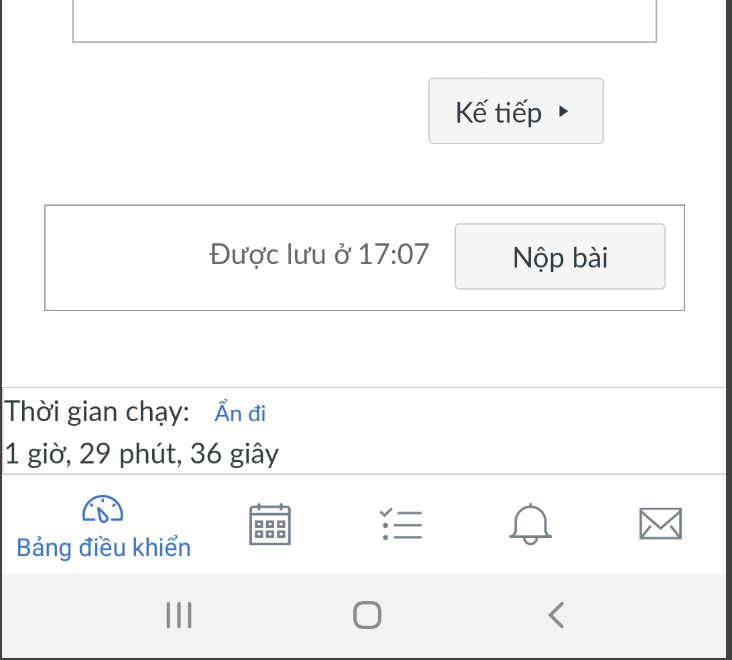 Kế tiếp
Được lưu ở 17:07 Nộp bài
Thời gian chạy: Ẩn đi
1 giờ, 29 phút, 36 giây
Bảng điều khiển